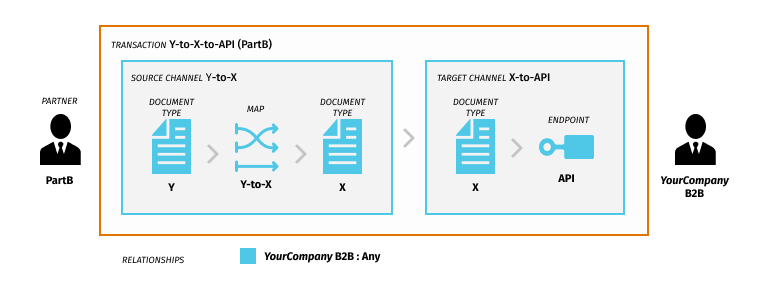 TRANSACTION Y-to-X-to-API (PartB)
SOURCE CHANNEL Y-to-X
TARGET CHANNEL X-to-API
PARTNER
DOCUMENT
TYPE
MAP
DOCUMENT
TYPE
DOCUMENT
TYPE
ENDPOINT
PartB
Y
Y-to-X
X
X
API
YourCompany
B2B
RELATIONSHIPS
YourCompany B2B : Any